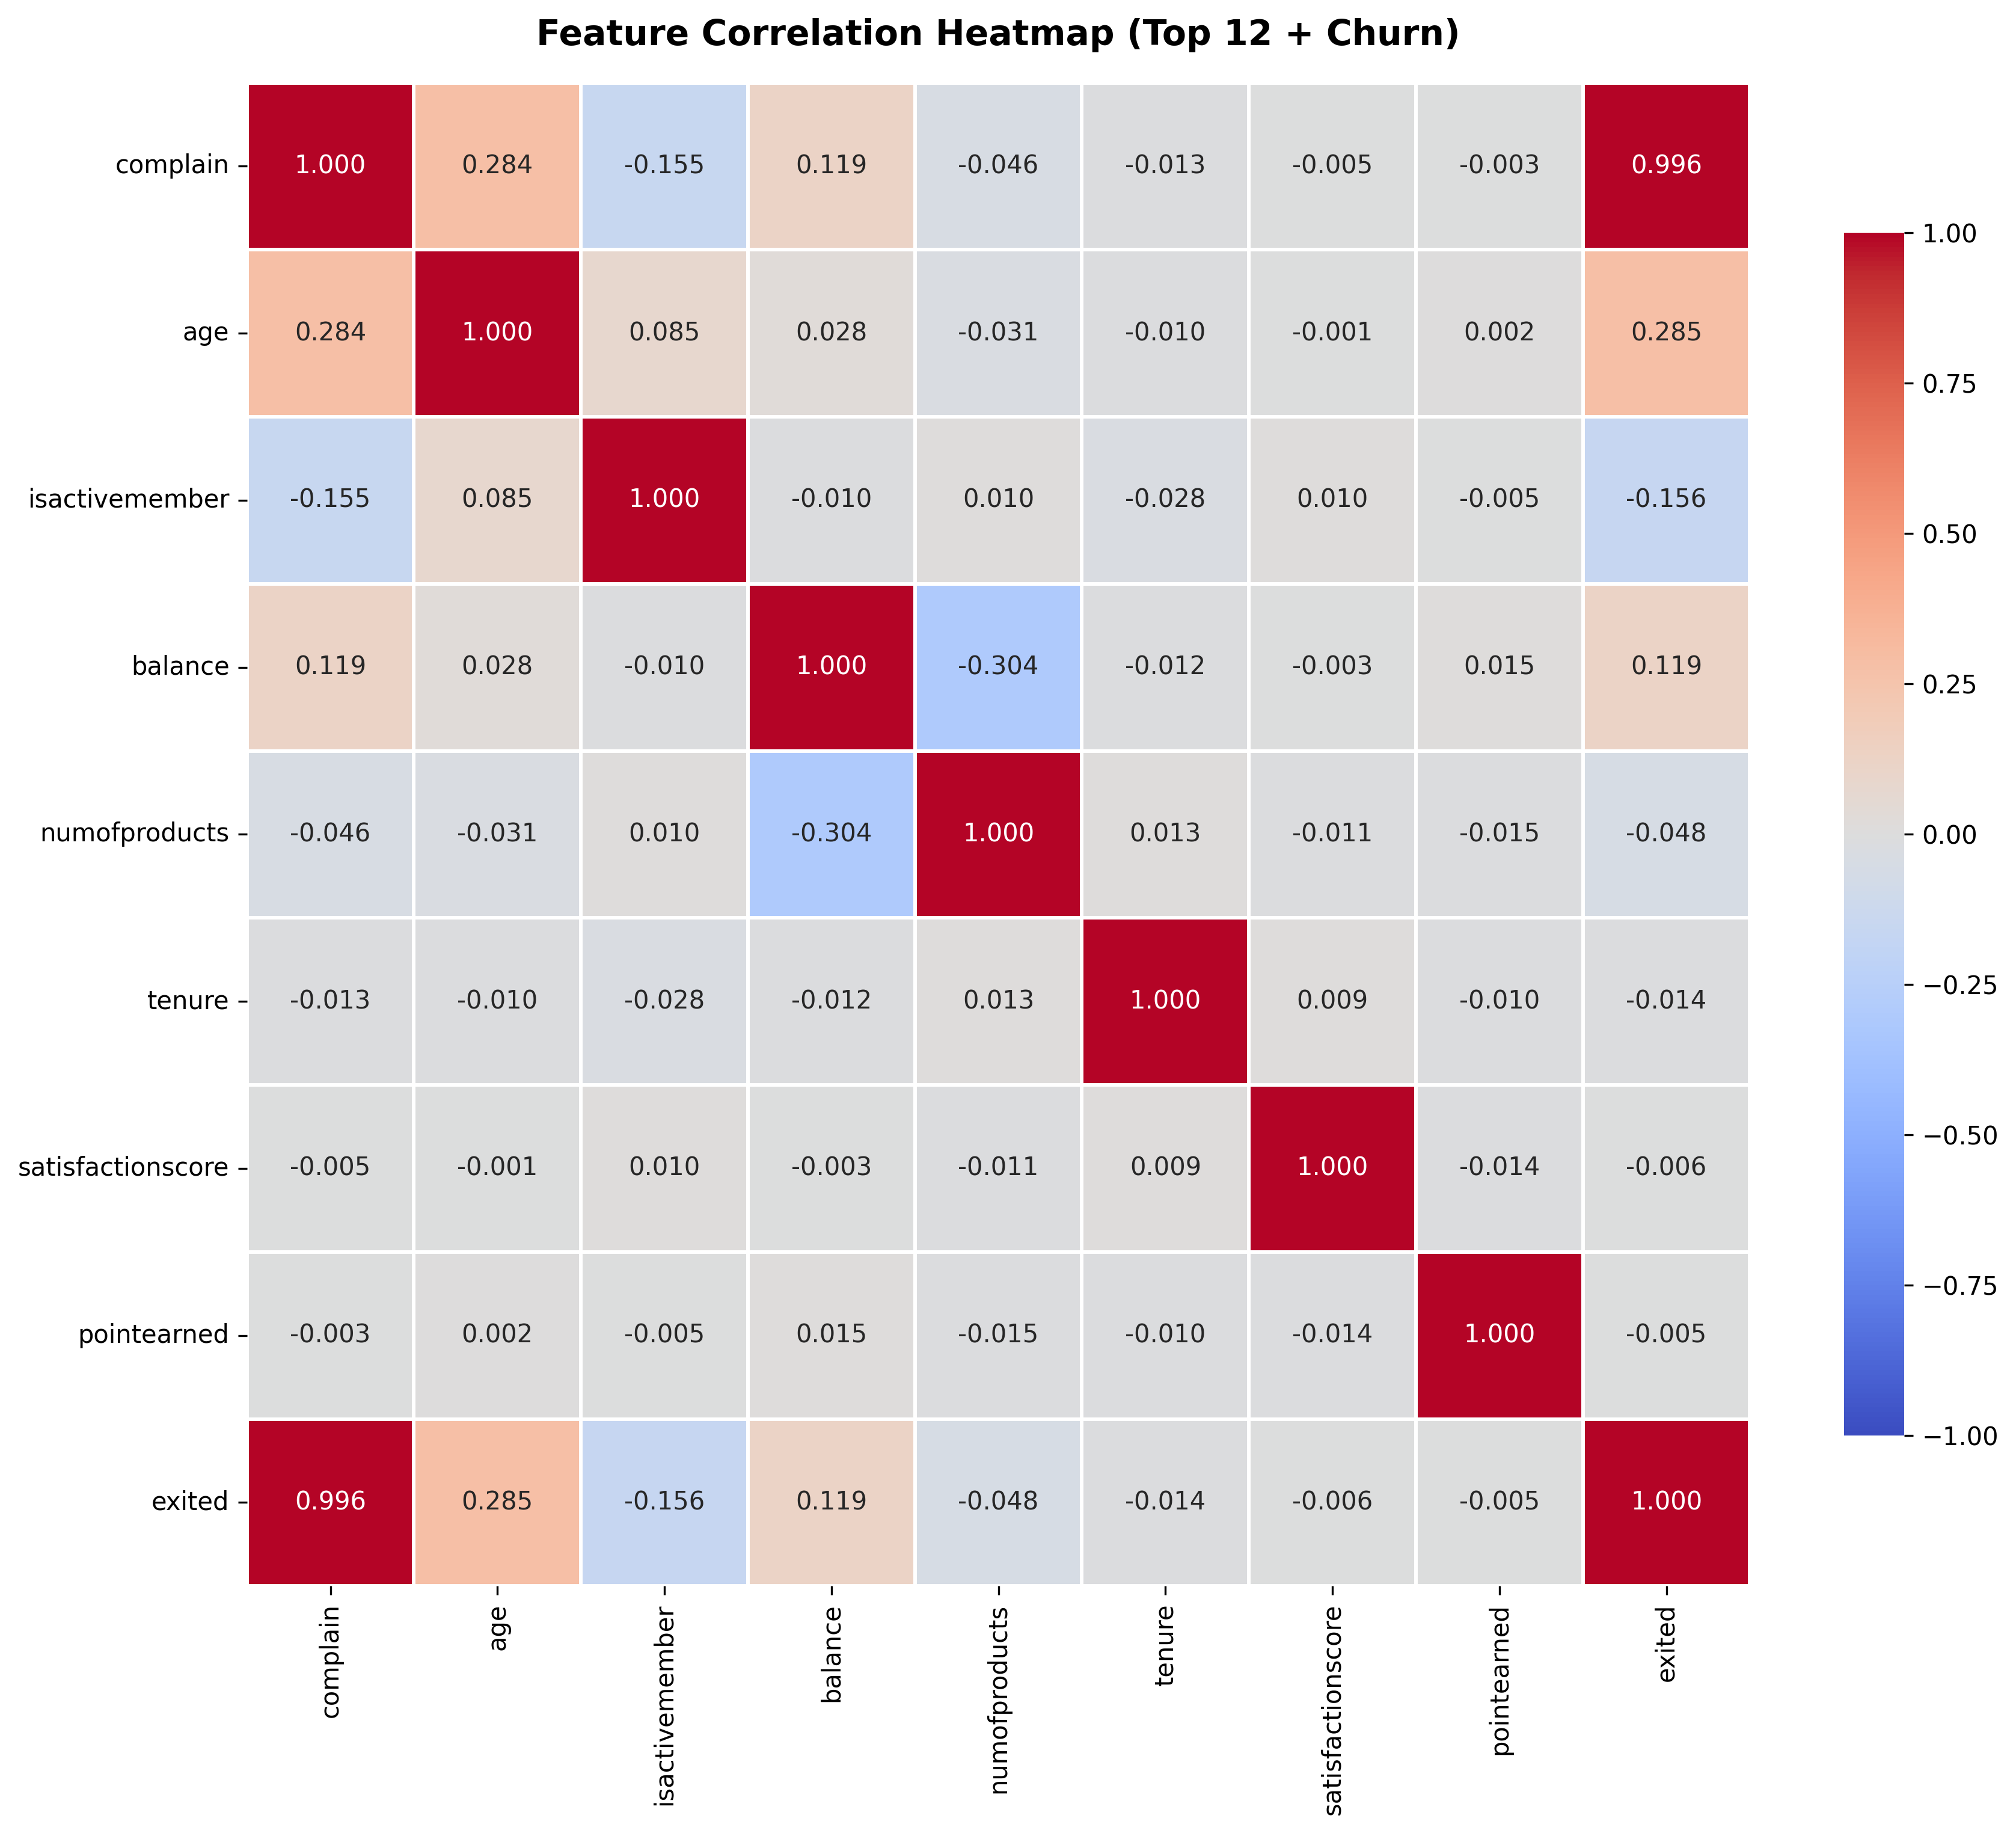 Feature Correlation Heatmap (Top 12 + Churn)
complain 1.000 0.284 -0.155 0.119 -0.046 -0.013 -0.005 -0.003 0.996
age 0.284 1.000 0.085 0.028 -0.031 -0.010 -0.001 0.002 0.285
isactivemember -0.155 0.085 1.000 -0.010 0.010 -0.028 0.010 -0.005 -0.156
balance 0.119 0.028 -0.010 1.000 -0.304 -0.012 -0.003 0.015 0.119
numofproducts -0.046 -0.031 0.010 -0.304 1.000 0.013 -0.011 -0.015 -0.048
tenure -0.013 -0.010 -0.028 -0.012 0.013 1.000 0.009 -0.010 -0.014
satisfactionscore -0.005 -0.001 0.010 -0.003 -0.011 0.009 1.000 -0.014 -0.006
pointearned -0.003 0.002 -0.005 0.015 -0.015 -0.010 -0.014 1.000 -0.005
exited 0.996 0.285 -0.156 0.119 -0.048 -0.014 -0.006 -0.005 1.000
complain
age
isactivemember
balance
numofproducts
tenure
satisfactionscore
pointearned
exited
1.00
0.75
0.50
0.25
0.00
−0.25
−0.50
−0.75
−1.00